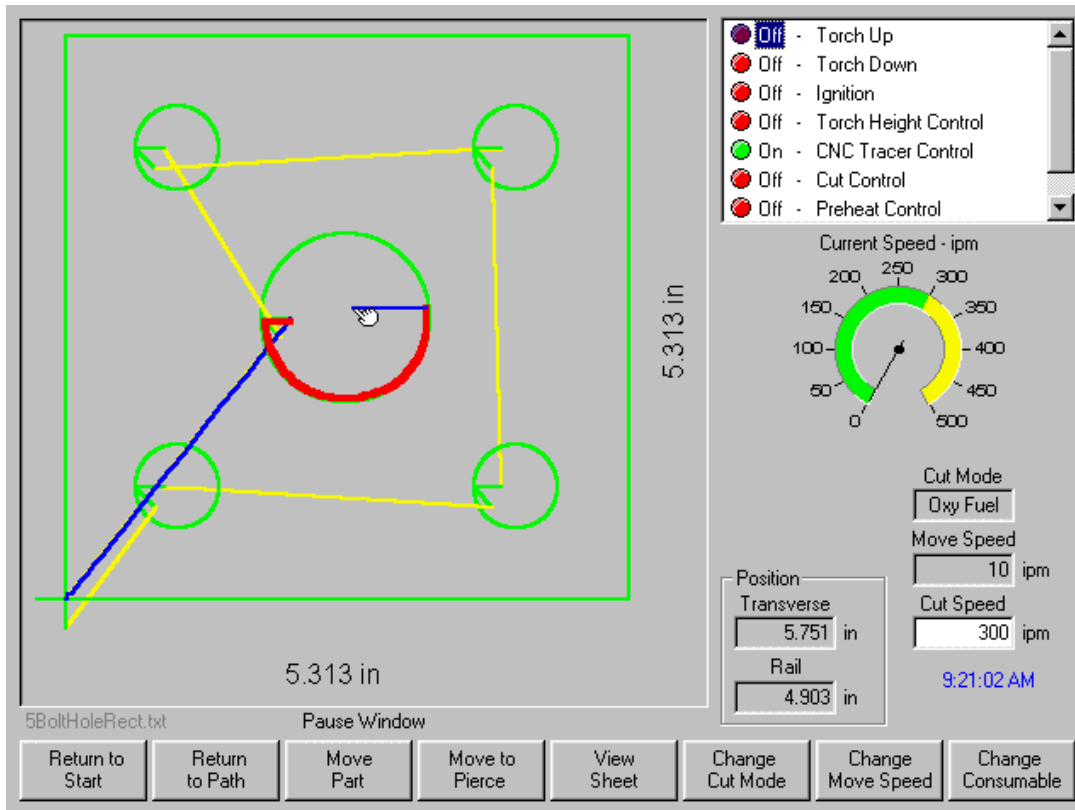 Off - Torch Up
Off - Torch Down
Off - Ignition
Off - Torch Height Control
On - CNC Tracer Control
Off - Cut Control
Off - Preheat Control
Current Speed - ipm
0
50
100
150
200
250
300
350
400
450
500
5.313 in
5.313 in
Cut Mode
Oxy Fuel
Move Speed
10 ipm
Cut Speed
300 ipm
9:21:02 AM
Position
Transverse
5.751 in
Rail
4.903 in
5BoltHoleRect.txt
Pause Window
Return to
Start
Return
to Path
Move
Part
Move to
Pierce
View
Sheet
Change
Cut Mode
Change
Move Speed
Change
Consumable